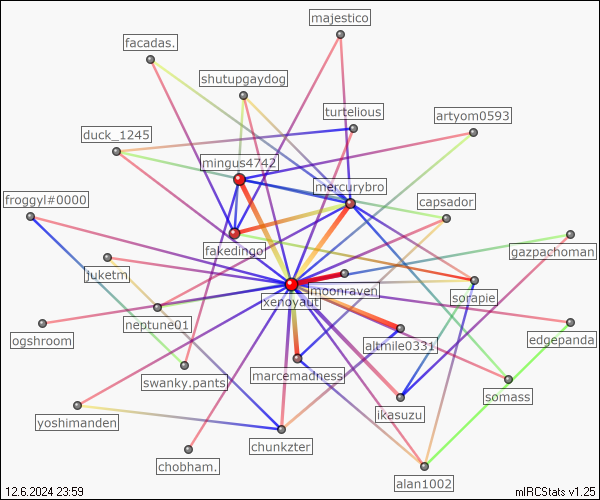 majestico
facadas.
shutupgaydog
turtelious
artyom0593
duck_1245
mingus4742
mercurybro
froggyl#0000
capsador
fakedingo
gazpachoman
juketm
moonraven
sorapie
xenoyaut
neptune01
ogshroom
altmile0331
edgepanda
marcemadness
swanky.pants
somass
ikasuzu
yoshimanden
chunkzter
chobham.
alan1002
12.6.2024 23:59
mIRCStats v1.25